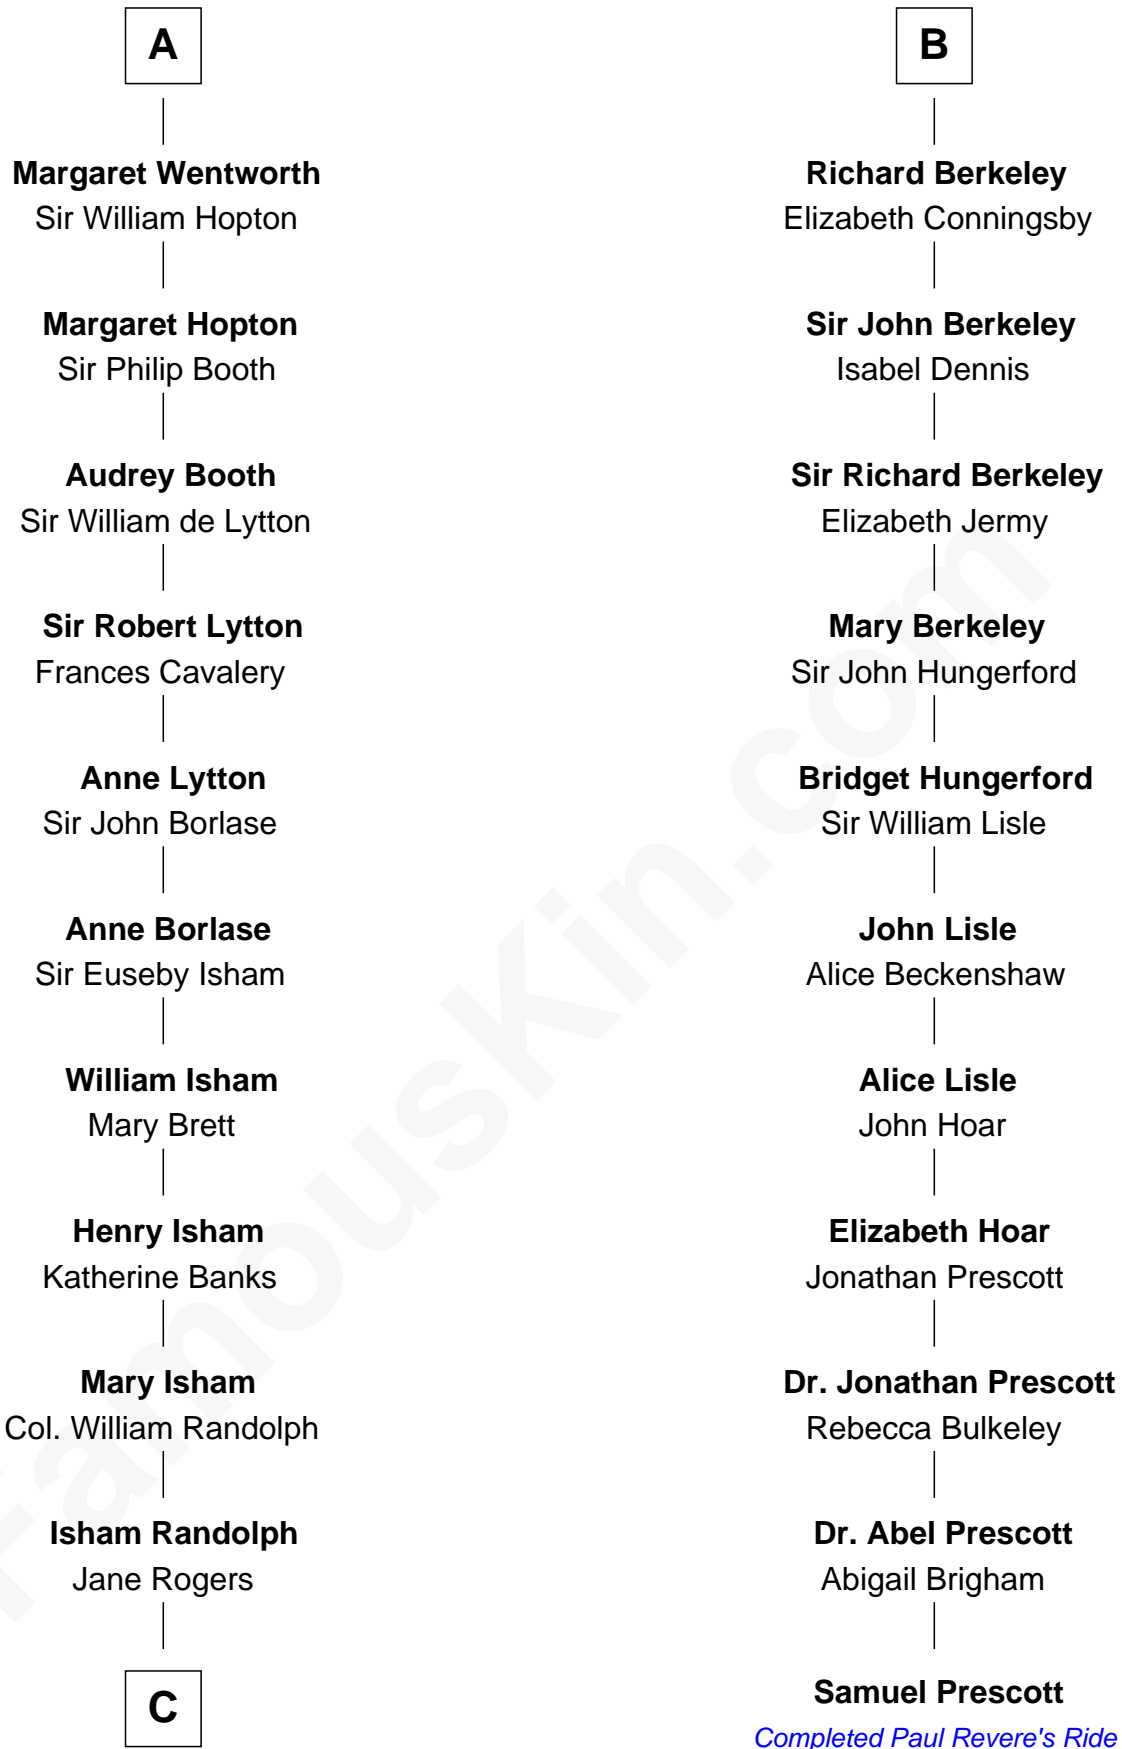 A
Margaret Wentworth
Sir William Hopton
Margaret Hopton
Sir Philip Booth
Audrey Booth
Sir William de Lytton
Sir Robert Lytton
Frances Cavalery
Anne Lytton
Sir John Borlase
Anne Borlase
Sir Euseby Isham
William Isham
Mary Brett
Henry Isham
Katherine Banks
Mary Isham
Col. William Randolph
Isham Randolph
Jane Rogers
C
B
Richard Berkeley
Elizabeth Conningsby
Sir John Berkeley
Isabel Dennis
Sir Richard Berkeley
Elizabeth Jermy
Mary Berkeley
Sir John Hungerford
Bridget Hungerford
Sir William Lisle
John Lisle
Alice Beckenshaw
Alice Lisle
John Hoar
Elizabeth Hoar
Jonathan Prescott
Dr. Jonathan Prescott
Rebecca Bulkeley
Dr. Abel Prescott
Abigail Brigham
Samuel Prescott
Completed Paul Revere's Ride
FamousKin.com